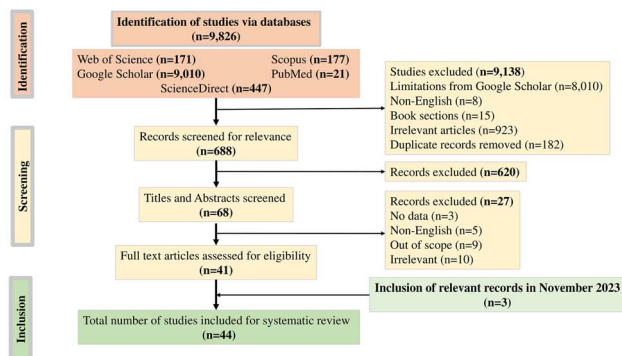 Identification
Identification of studies via databases
(n=9,826)
Web of Science (n=171)
Scopus (n=177)
Google Scholar (n=9,010)
PubMed (n=21)
ScienceDirect (n=447)
Studies excluded (n=9,138)
Limitations from Google Scholar (n=8,010)
Non-English (n=8)
Book sections (n=15)
Irrelevant articles (n=923)
Duplicate records removed (n=182)
Screening
Records screened for relevance
(n=688)
Records excluded (n=620)
Titles and Abstracts screened
(n=68)
Records excluded (n=27)
No data (n=3)
Non-English (n=5)
Out of scope (n=9)
Irrelevant (n=10)
Full text articles assessed for eligibility
(n=41)
Inclusion
Inclusion of relevant records in November 2023
(n=3)
Total number of studies included for systematic review
(n=44)